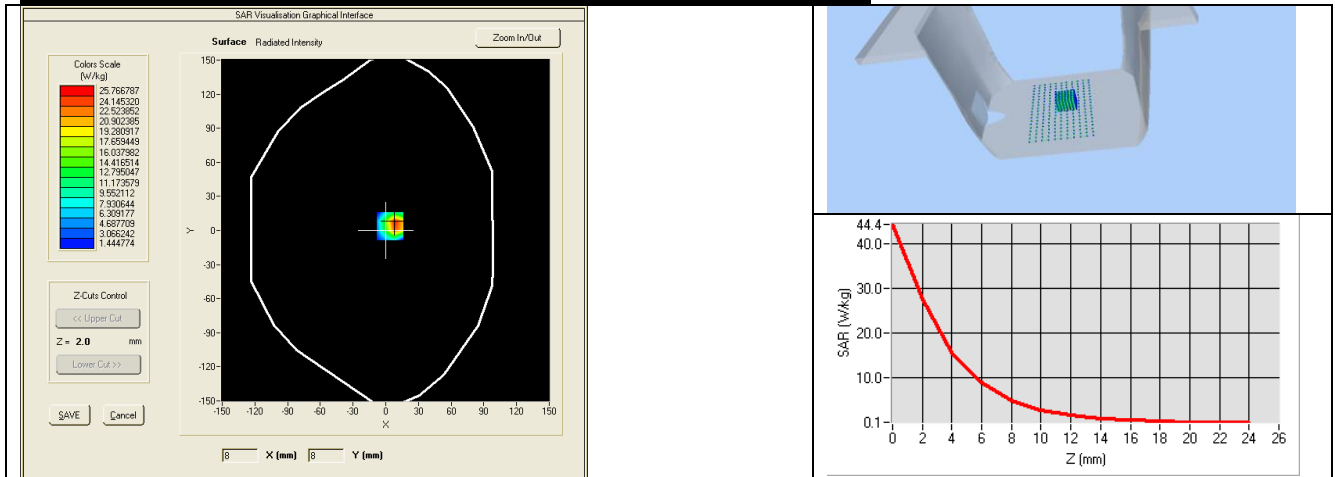 SAR Visualisation Graphical Interface
Surface Radiated Intensity
Zoom In/Out
Colors Scale
(W/kg)
25.766787
24.145320
22.523852
20.902385
19.280917
17.659449
16.037982
14.416514
12.795047
11.173579
9.552112
7.930644
6.309177
4.687709
3.066242
1.444774
Z-Cuts Control
<< Upper Cut
Z = 2.0 mm
Lower Cut >>
SAVE Cancel
150
120
90
60
30
0
-30
-60
-90
-120
-150
Y
-150 -120 -90 -60 -30 0 30 60 90 120 150
X
8 X (mm) 8 Y (mm)
44.4
40.0
30.0
20.0
10.0
0.1
SAR (W/kg)
0 2 4 6 8 10 12 14 16 18 20 22 24 26
Z (mm)